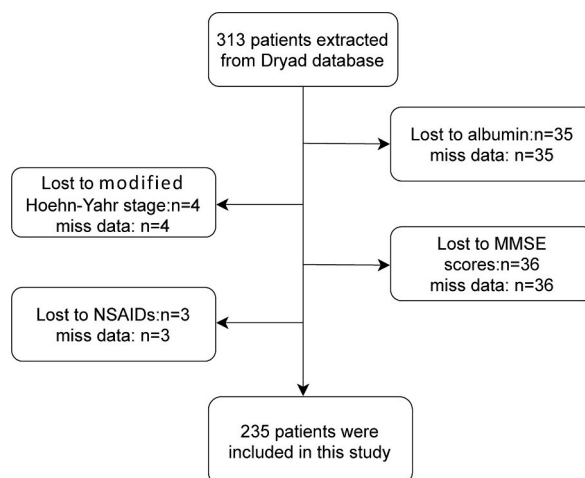 313 patients extracted
from Dryad database
Lost to albumin:n=35
miss data: n=35
Lost to modified
Hoehn-Yahr stage:n=4
miss data: n=4
Lost to MMSE
scores:n=36
miss data: n=36
Lost to NSAIDs:n=3
miss data: n=3
235 patients were
included in this study